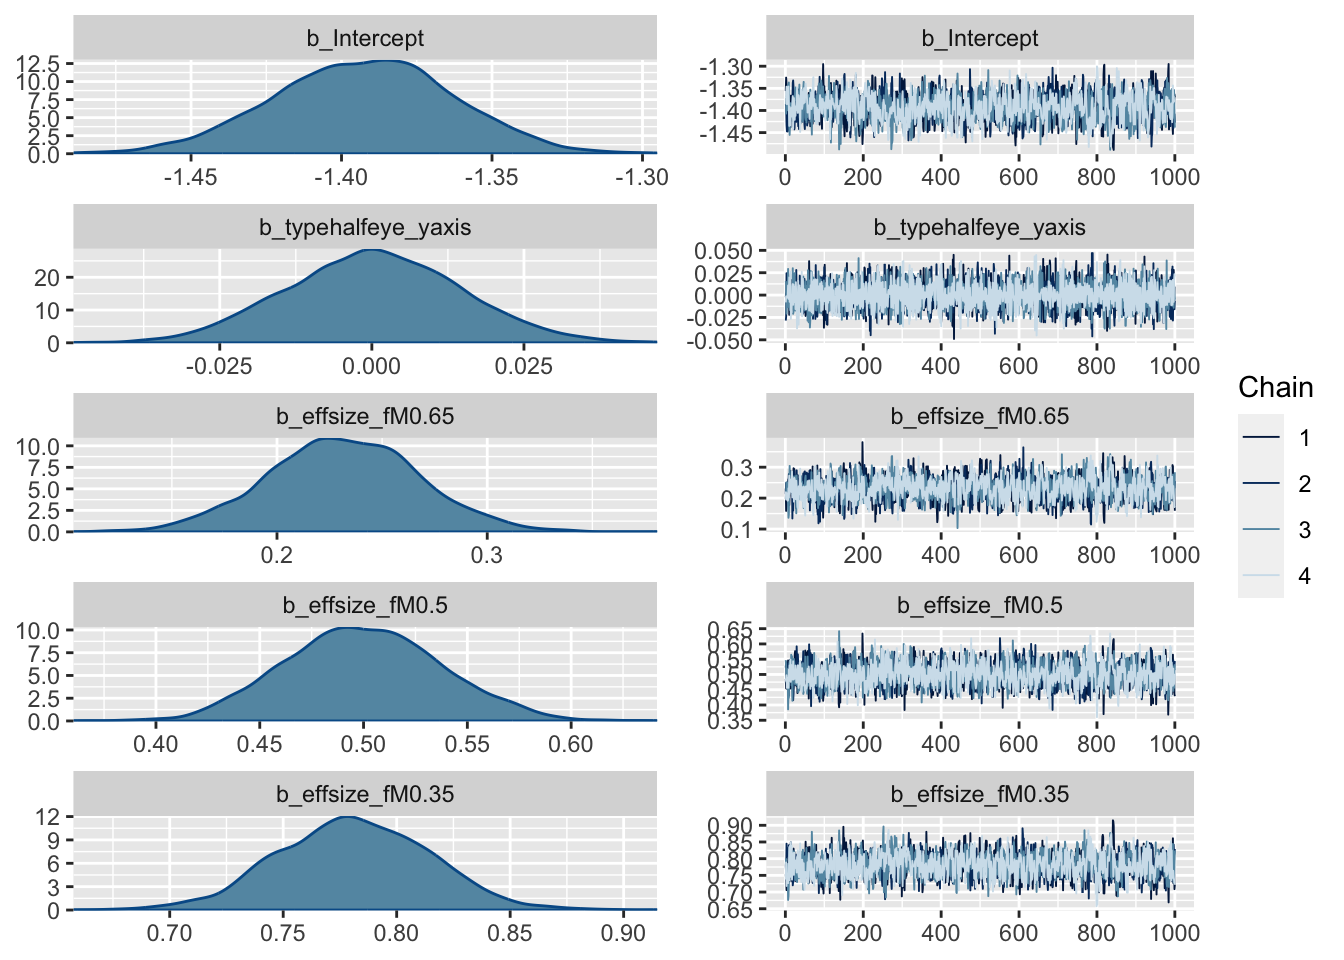 b_Intercept
12.5
10.0
7.5
5.0
2.5
0.0
-1.45 -1.40 -1.35 -1.30
b_Intercept
-1.30
-1.35
-1.40
-1.45
0 200 400 600 800 1000
b_typehalfeye_yaxis
20
10
0
-0.025 0.000 0.025
b_typehalfeye_yaxis
0.050
0.025
0.000
-0.025
-0.050
0 200 400 600 800 1000
b_effsize_fM0.65
10.0
7.5
5.0
2.5
0.0
0.2 0.3
b_effsize_fM0.65
0.3
0.2
0.1
0 200 400 600 800 1000
b_effsize_fM0.5
10.0
7.5
5.0
2.5
0.0
0.40 0.45 0.50 0.55 0.60
b_effsize_fM0.5
0.65
0.60
0.55
0.50
0.45
0.40
0.35
0 200 400 600 800 1000
b_effsize_fM0.35
12
9
6
3
0
0.70 0.75 0.80 0.85 0.90
b_effsize_fM0.35
0.90
0.85
0.80
0.75
0.70
0.65
0 200 400 600 800 1000
Chain
1
2
3
4